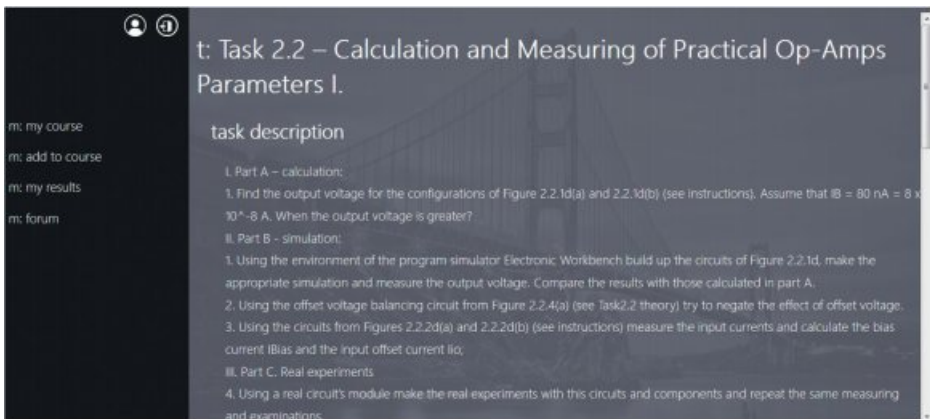 t: Task 2.2 – Calculation and Measuring of Practical Op-Amps
Parameters I.
m: my course
task description
m: add to course
I. Part A – calculation:
m: my results
1. Find the output voltage for the configurations of Figure 2.2.1d(a) and 2.2.1d(b) (see instructions). Assume that IB = 80 nA = 8 x
m: forum
10^-8 A. When the output voltage is greater?
II. Part B - simulation:
1. Using the environment of the program simulator Electronic Workbench build up the circuits of Figure 2.2.1d, make the
appropriate simulation and measure the output voltage. Compare the results with those calculated in part A.
2. Using the offset voltage balancing circuit from Figure 2.2.4(a) (see Task2.2 theory) try to negate the effect of offset voltage.
3. Using the circuits from Figures 2.2.2d(a) and 2.2.2d(b) (see instructions) measure the input currents and calculate the bias
current IBias and the input offset current Iio;
III. Part C. Real experiments
4. Using a real circuit's module make the real experiments with this circuits and components and repeat the same measuring
and examinations